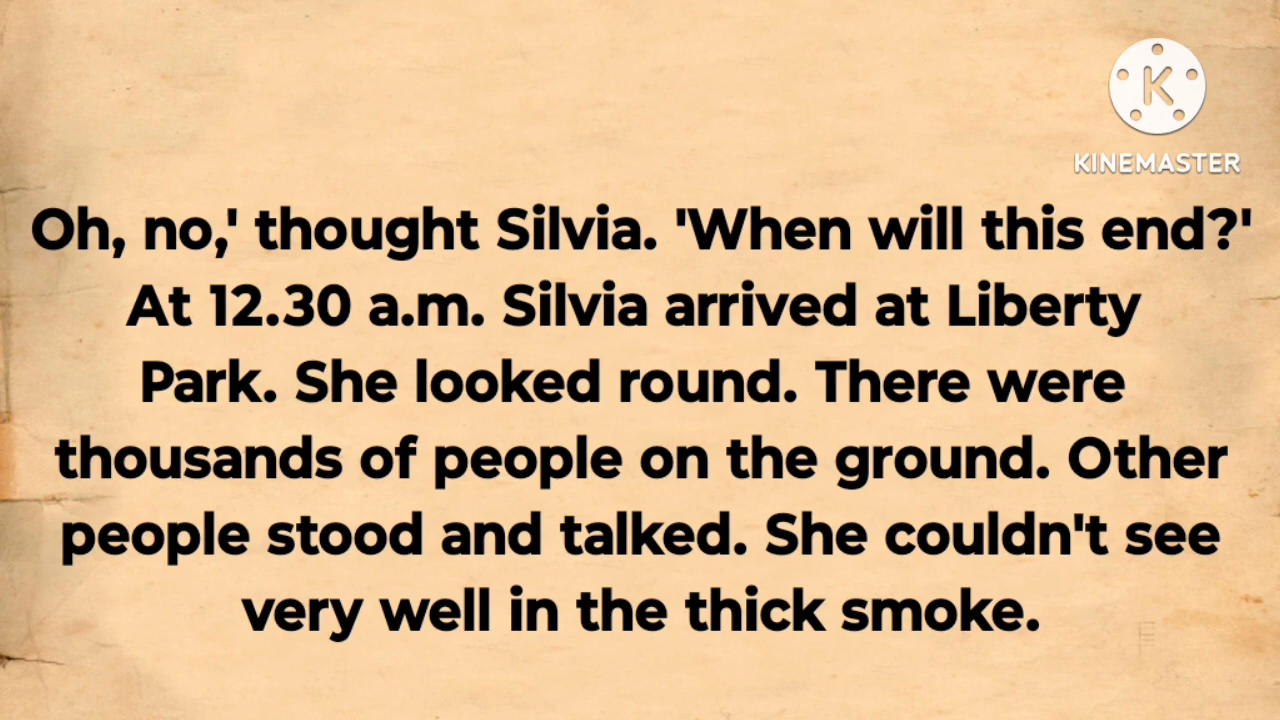 K
KINEMASTER
Oh, no,' thought Silvia. 'When will this end?'
At 12.30 a.m. Silvia arrived at Liberty
Park. She looked round. There were
thousands of people on the ground. Other
people stood and talked. She couldn't see
very well in the thick smoke.